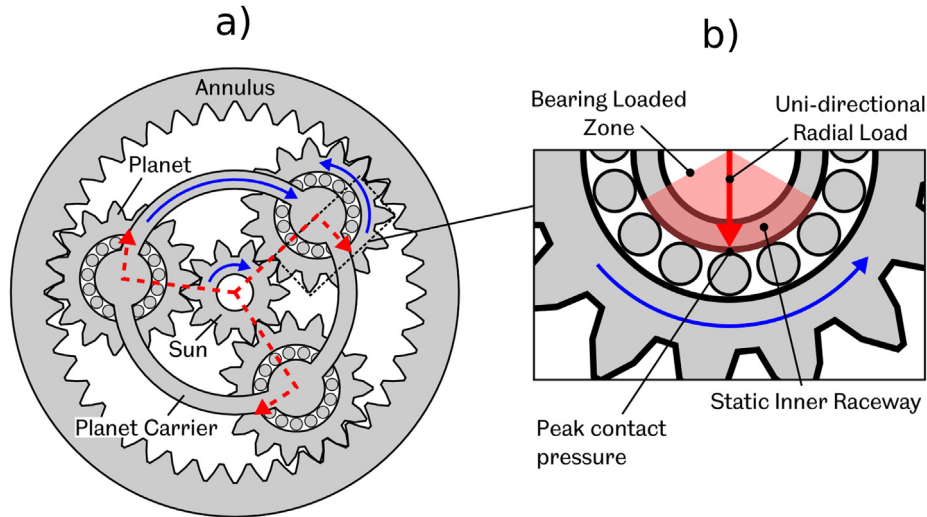 a)
Annulus
Planet
Sun
Planet Carrier
b)
Bearing Loaded
Zone
Uni-directional
Radial Load
Static Inner Raceway
Peak contact
pressure